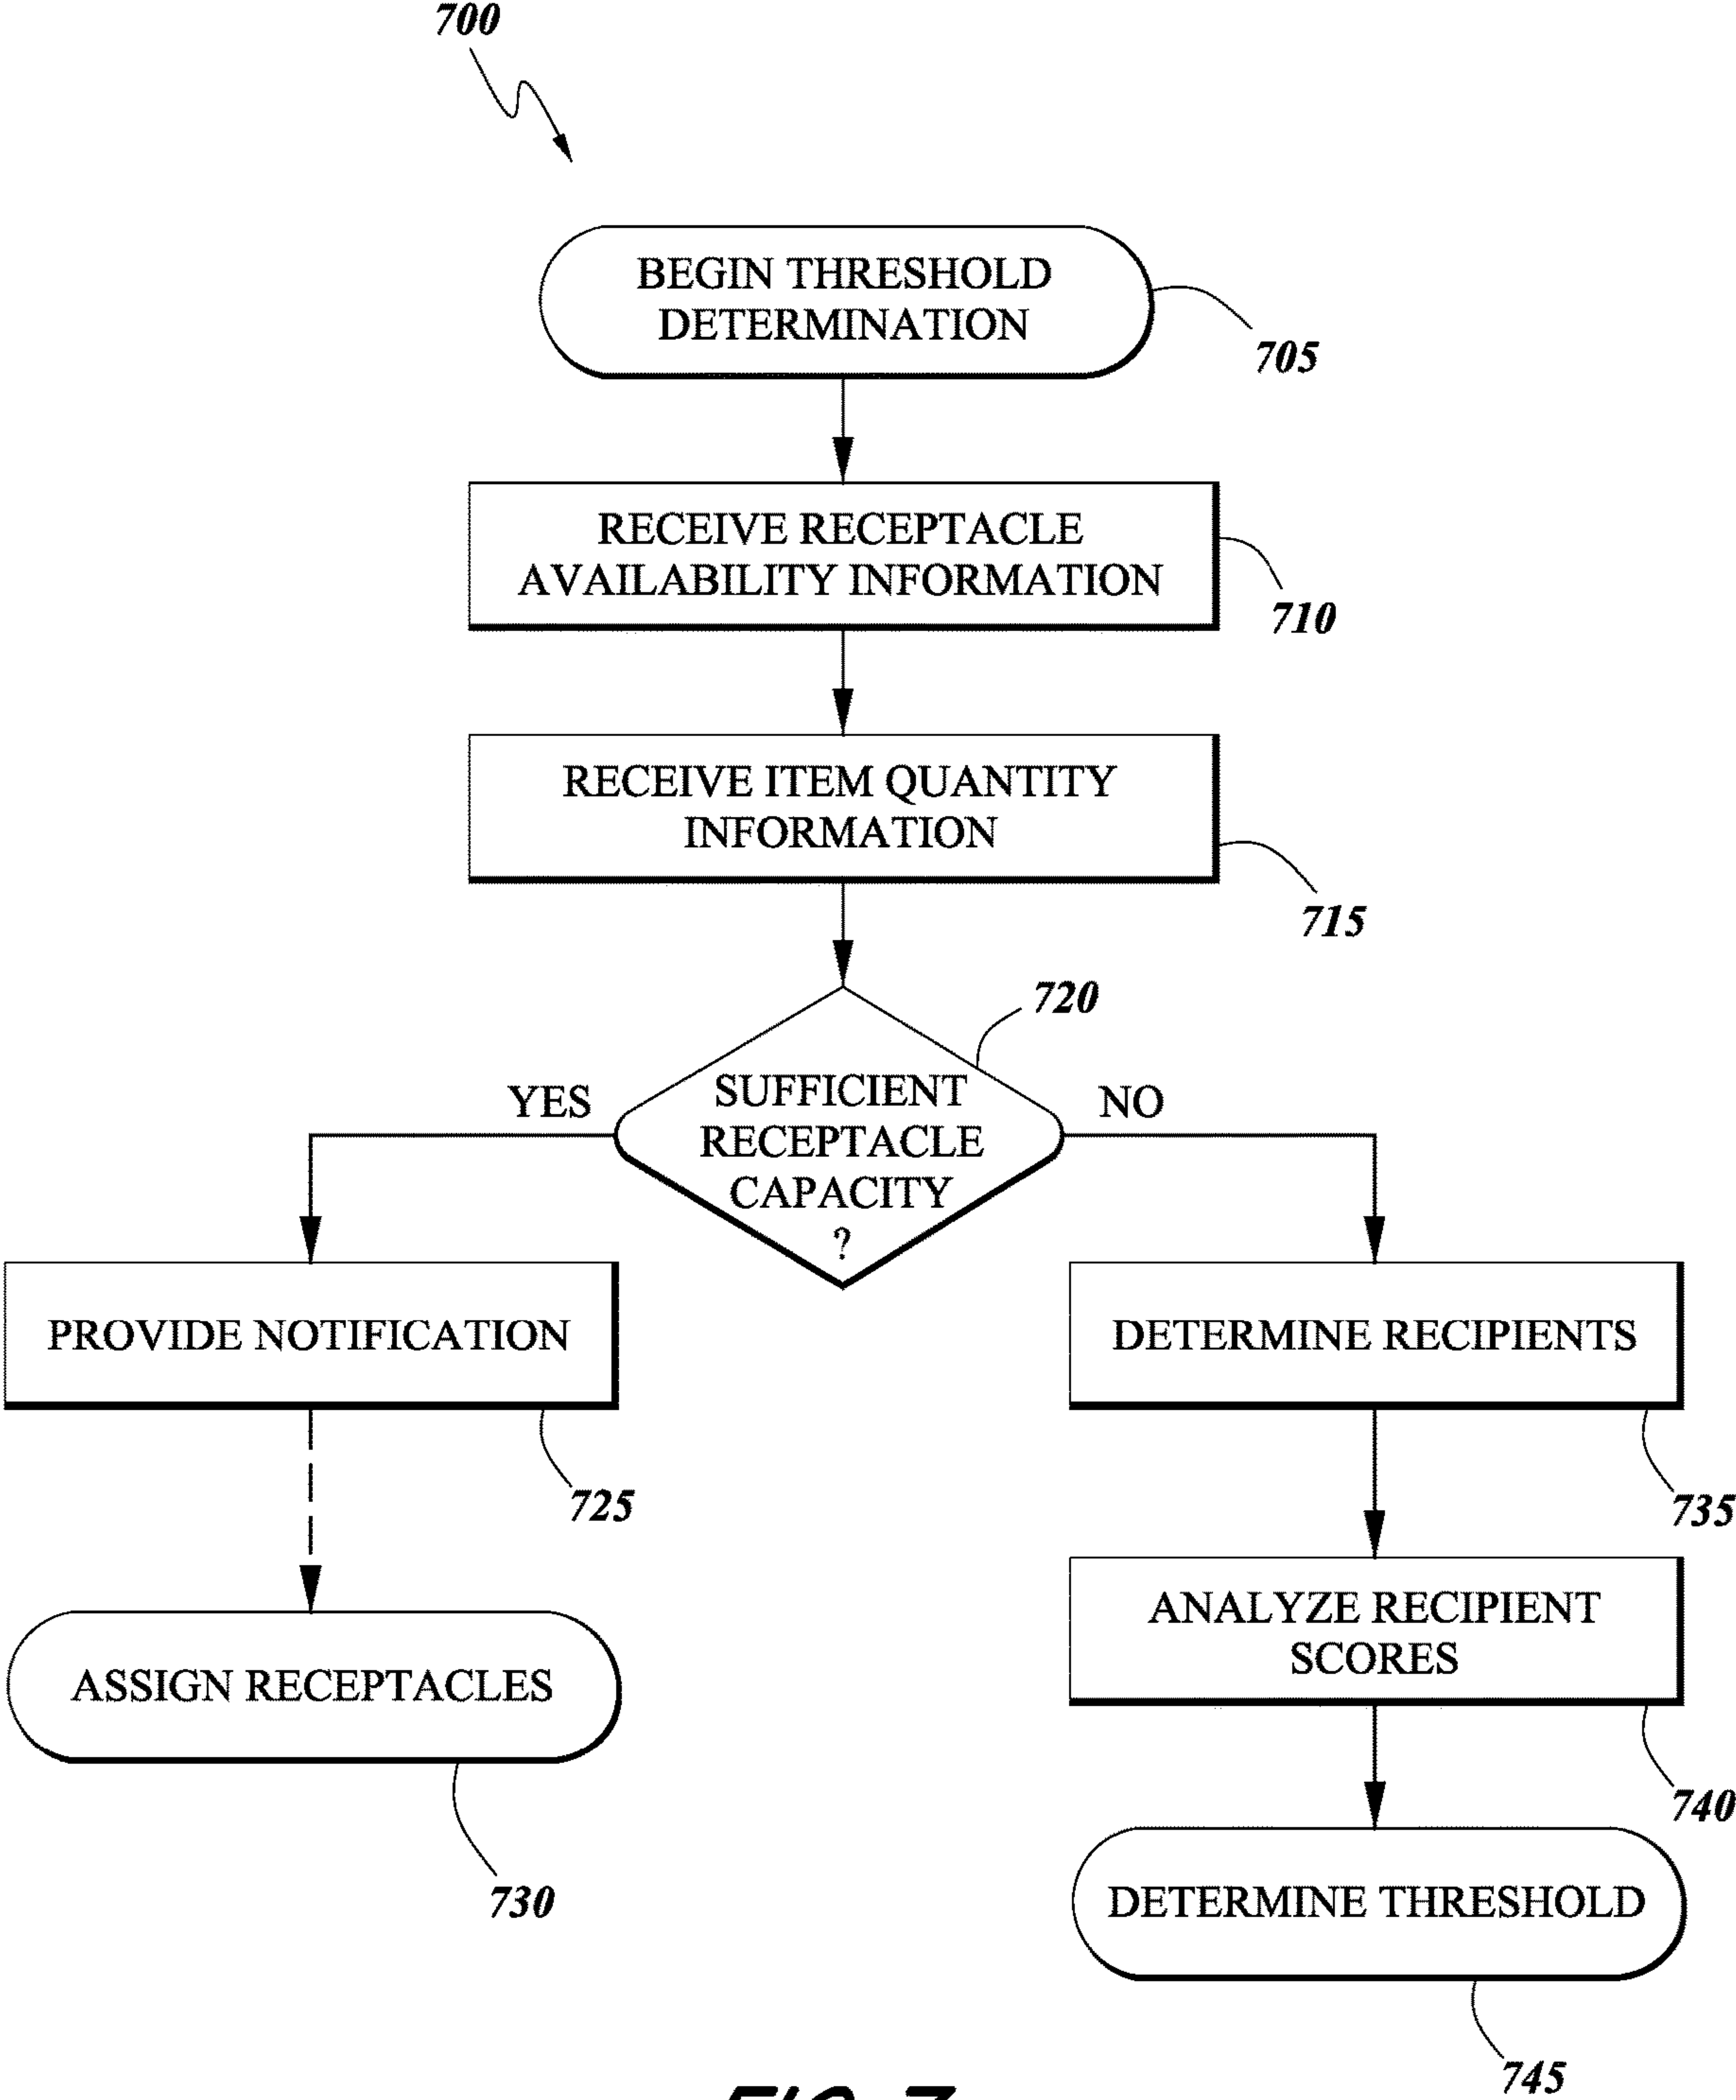 700
BEGIN THRESHOLD
DETERMINATION
705
RECEIVE RECEPTACLE
AVAILABILITY INFORMATION
710
RECEIVE ITEM QUANTITY
INFORMATION
715
720
YES
SUFFICIENT
RECEPTACLE
CAPACITY
?
NO
PROVIDE NOTIFICATION
725
DETERMINE RECIPIENTS
735
ASSIGN RECEPTACLES
730
ANALYZE RECIPIENT
SCORES
740
DETERMINE THRESHOLD
745